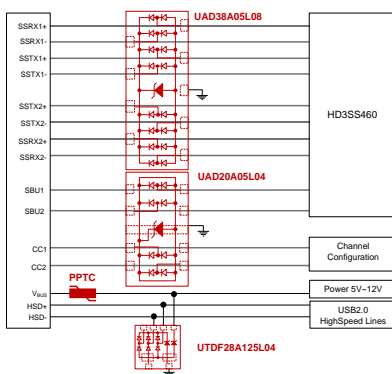 UAD38A05L08
SSRX1+
SSRX1-
SSTX1+
SSTX1-
SSTX2+
SSTX2-
SSRX2+
SSRX2-
HD3SS460
UAD20A05L04
SBU1
SBU2
CC1
CC2
Channel
Configuration
PPTC
VBUS
HSD+
HSD-
Power 5V~12V
USB2.0
HighSpeed Lines
UTDF28A125L04